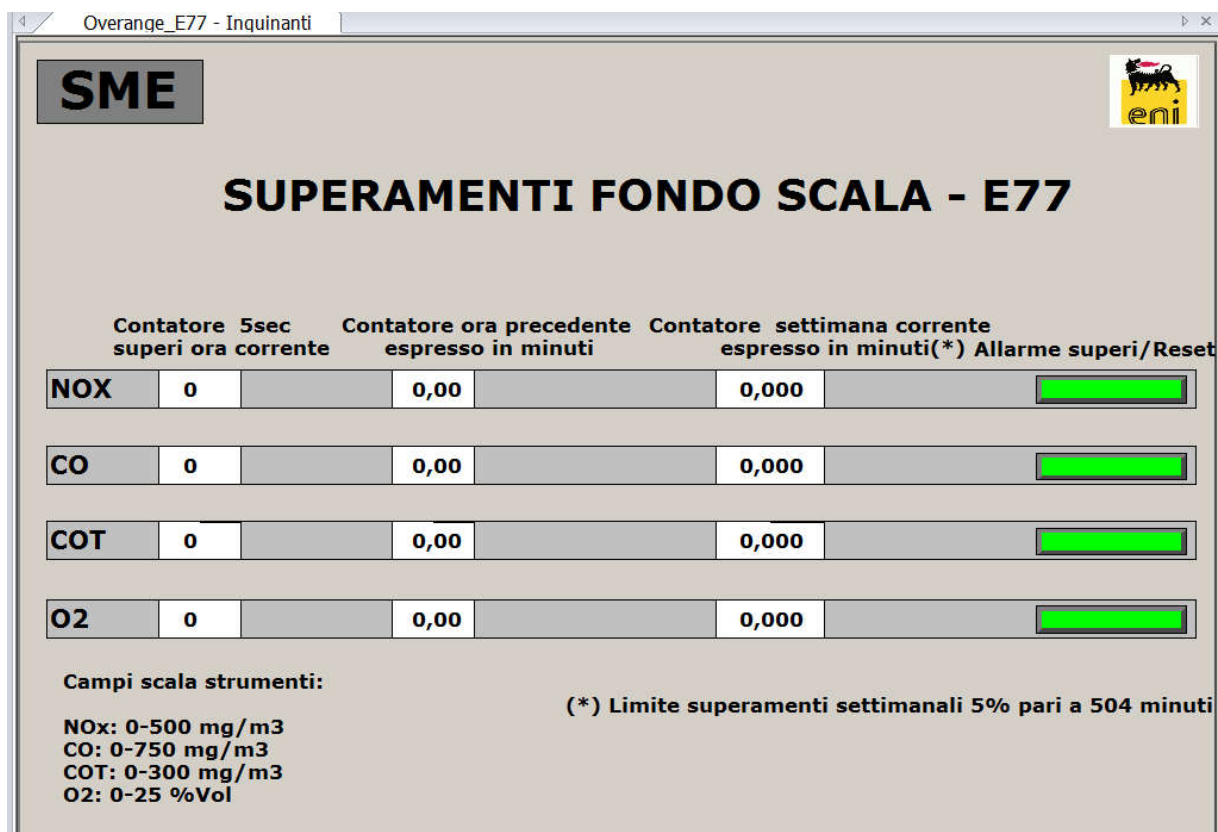 Overange_E77 - Inquinanti
SME
eni
SUPERAMENTI FONDO SCALA - E77
Contatore 5sec superi ora corrente
Contatore ora precedente espresso in minuti
Contatore settimana corrente espresso in minuti(*)
Allarme superi/Reset
NOX 0 0,00 0,000
CO 0 0,00 0,000
COT 0 0,00 0,000
O2 0 0,00 0,000
Campi scala strumenti:
(*) Limite superamenti settimanali 5% pari a 504 minuti
NOx: 0-500 mg/m3
CO: 0-750 mg/m3
COT: 0-300 mg/m3
O2: 0-25 %Vol